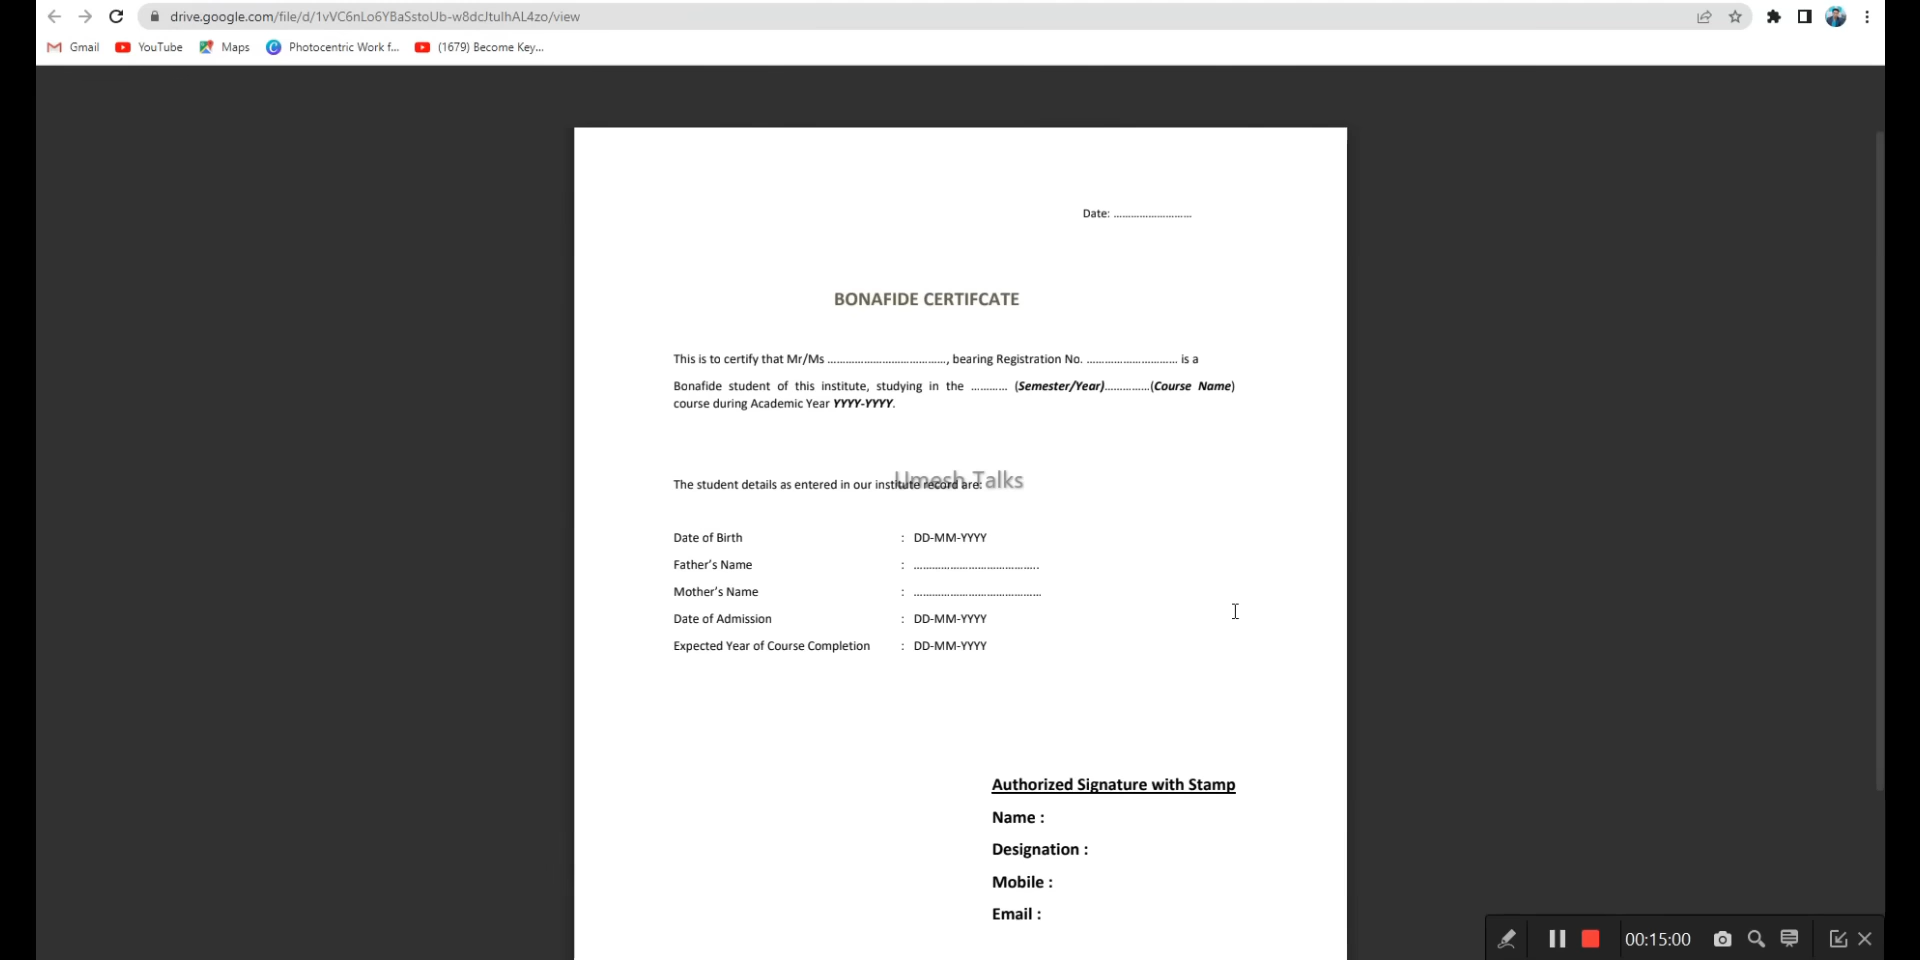 drive.google.com/file/d/1vVC6nLo6YBaSstoUb-w8dcJtuIhAL4zo/view
Gmail YouTube Maps Photocentric Work f... (1679) Become Key...
Date: ...........................
BONAFIDE CERTIFCATE
This is to certify that Mr/Ms ......................................, bearing Registration No. ............................. is a
Bonafide student of this institute, studying in the ............ (Semester/Year)...............(Course Name)
course during Academic Year YYYY-YYYY.
Umesh Talks
The student details as entered in our institute record are:
Date of Birth : DD-MM-YYYY
Father’s Name : ........................................
Mother’s Name : ........................................
Date of Admission : DD-MM-YYYY
Expected Year of Course Completion : DD-MM-YYYY
Authorized Signature with Stamp
Name :
Designation :
Mobile :
Email :
00:15:00